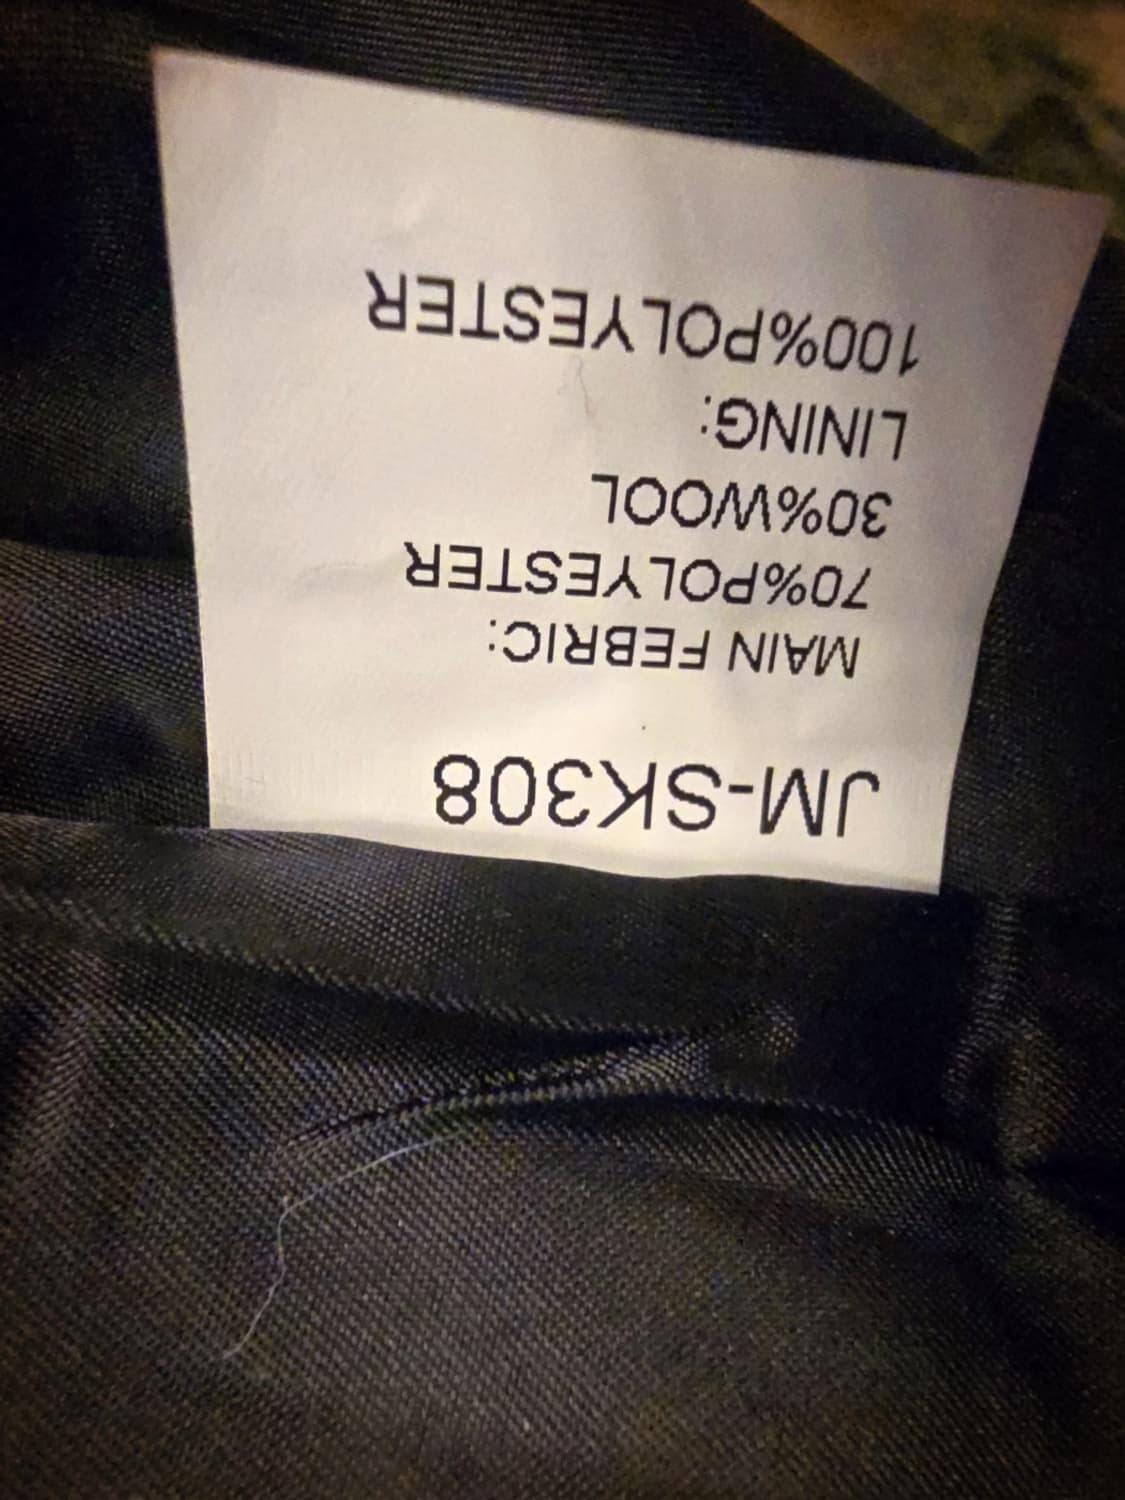 JM-SK308
MAIN FEBRIC:
70%POLYESTER
30%WOOL
LINING:
100%POLYESTER